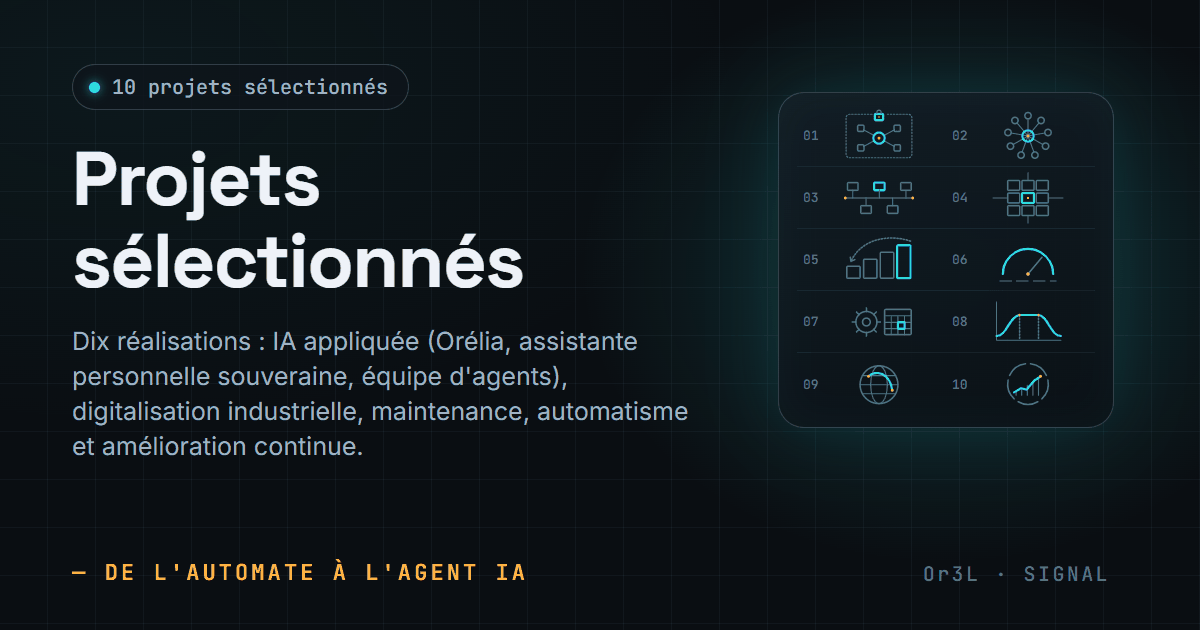 10 projets sélectionnés
Projets
sélectionnés
Dix réalisations : IA appliquée (Orélia, assistante
personnelle souveraine, équipe d'agents),
digitalisation industrielle, maintenance, automatisme
et amélioration continue.
01
02
03
04
05
06
07
08
09
10
— DE L'AUTOMATE À L'AGENT IA
Or3L · SIGNAL